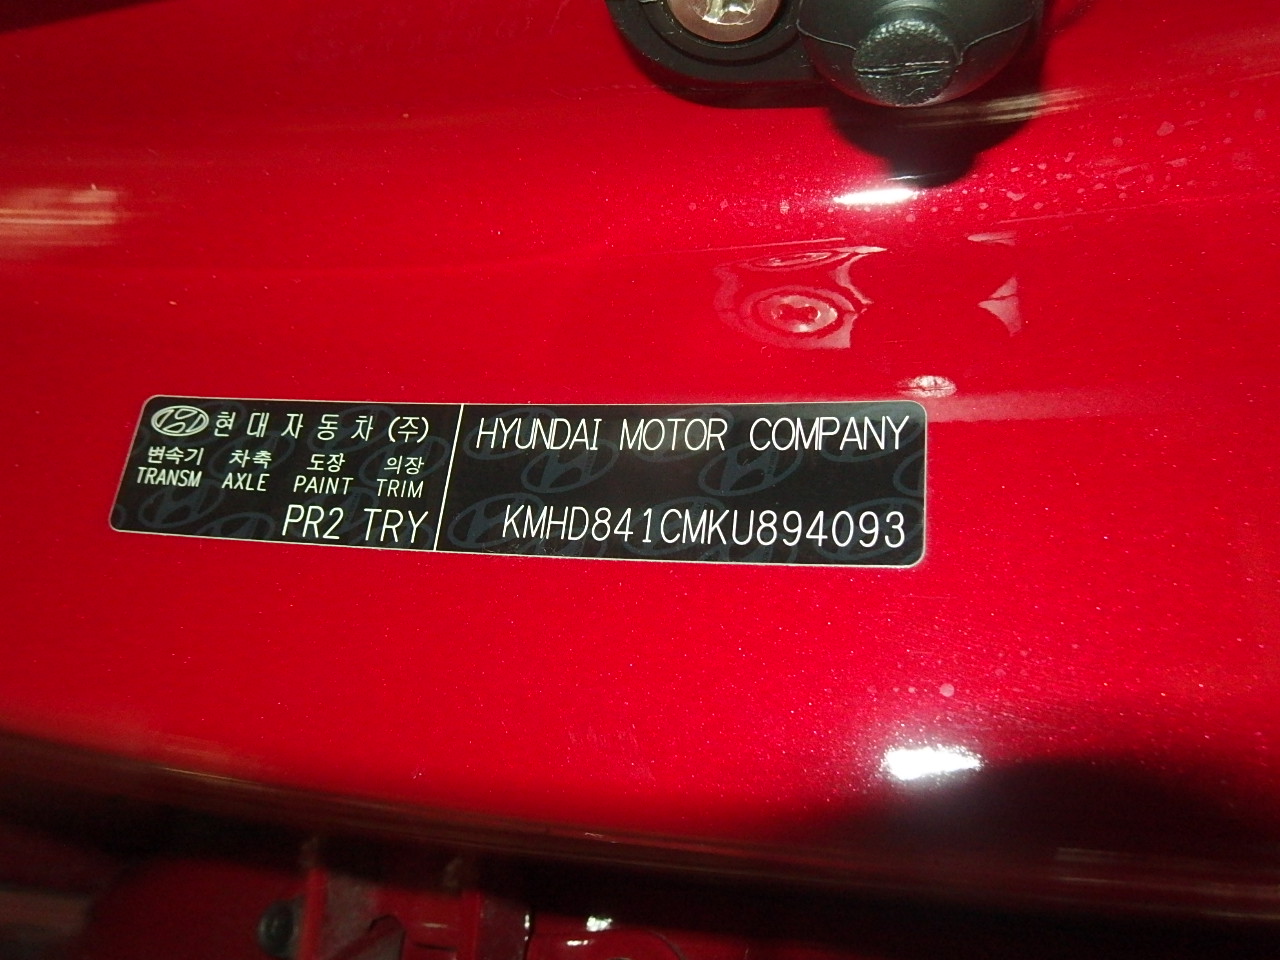 현대자동차(주)
변속기 차축 도장 의장
TRANSM AXLE PAINT TRIM
PR2 TRY
HYUNDAI MOTOR COMPANY
KMHD841CMKU894093